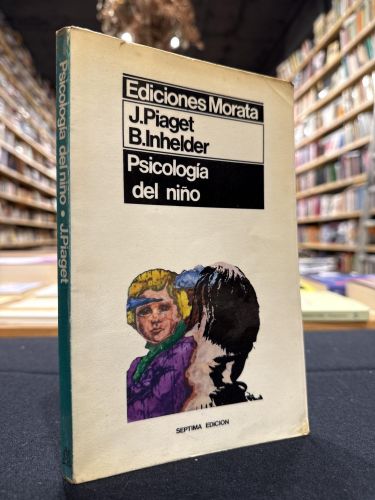 Ediciones Morata
J.Piaget
B.Inhelder
Psicología
del niño
SEPTIMA EDICION
Psicología del niño • J.Piaget